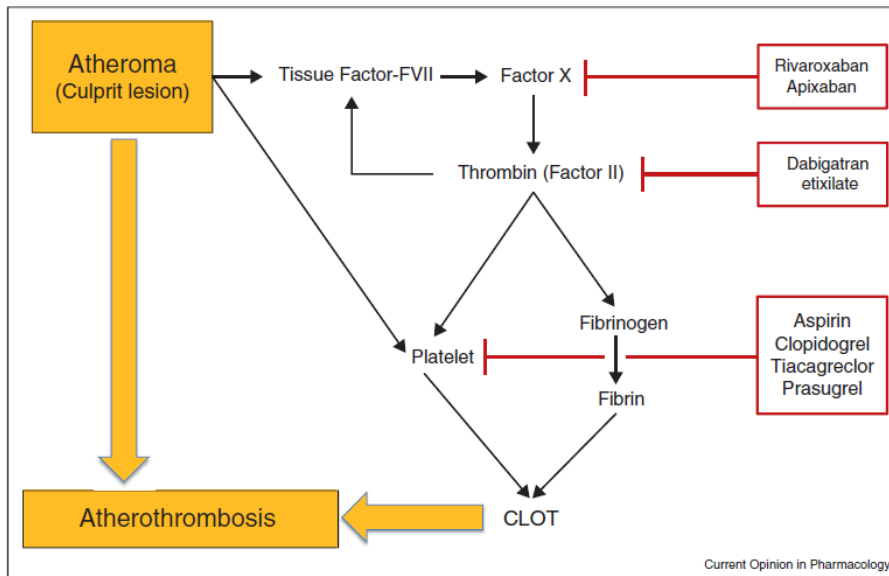 Atheroma
(Culprit lesion)
Tissue Factor-FVII
Factor X
Rivaroxaban
Apixaban
Thrombin (Factor II)
Dabigatran
etixilate
Fibrinogen
Platelet
Fibrin
Aspirin
Clopidogrel
Tiacagreclor
Prasugrel
Atherothrombosis
CLOT
Current Opinion in Pharmacology